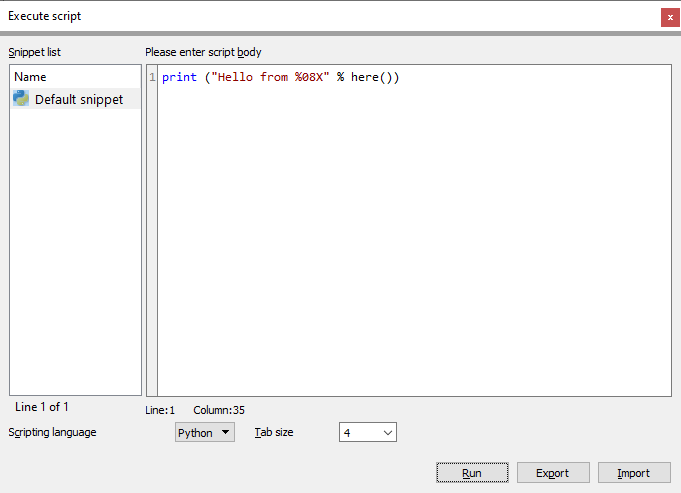 Execute script
Snippet list
Please enter script body
Name
Default snippet
1 print ("Hello from %08X" % here())
Line 1 of 1
Line:1 Column:35
Scripting language
Python
Tab size
4
Run
Export
Import